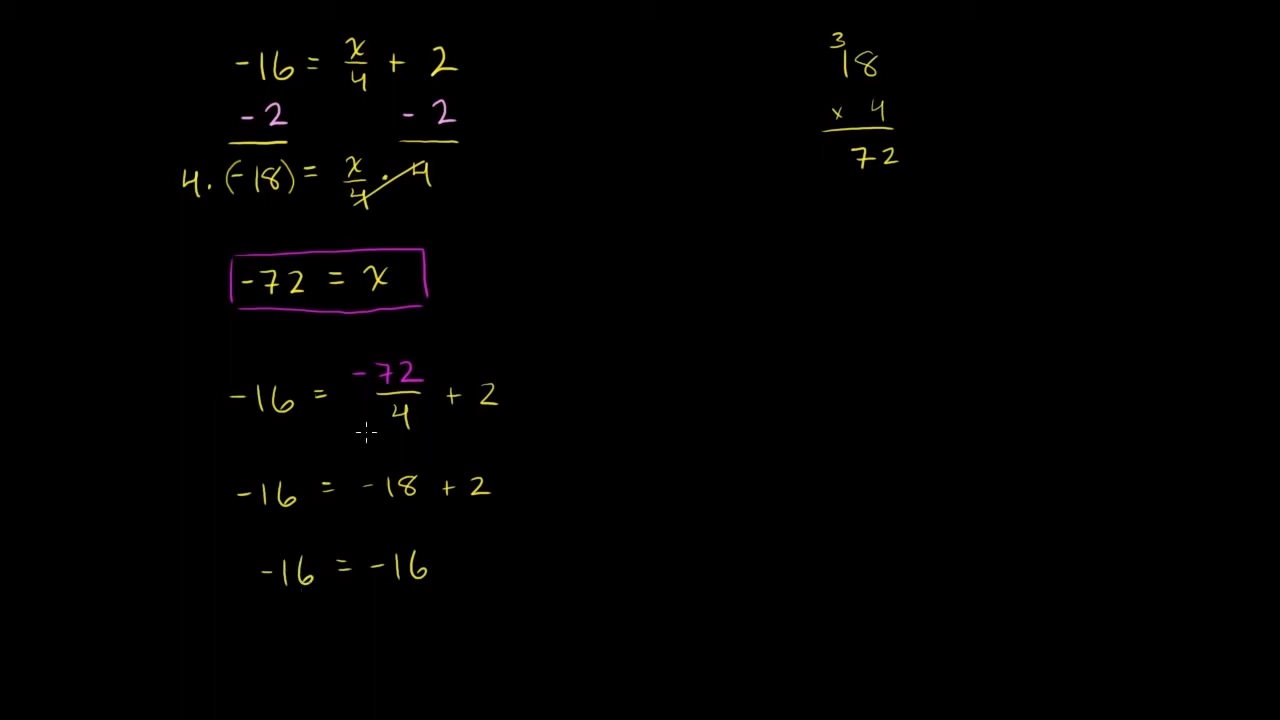 -16 = x/4 + 2
-2 -2
4 · (-18) = x/4 · 4
-72 = x
-16 = -72/4 + 2
-16 = -18 + 2
-16 = -16
3
18
x 4
72